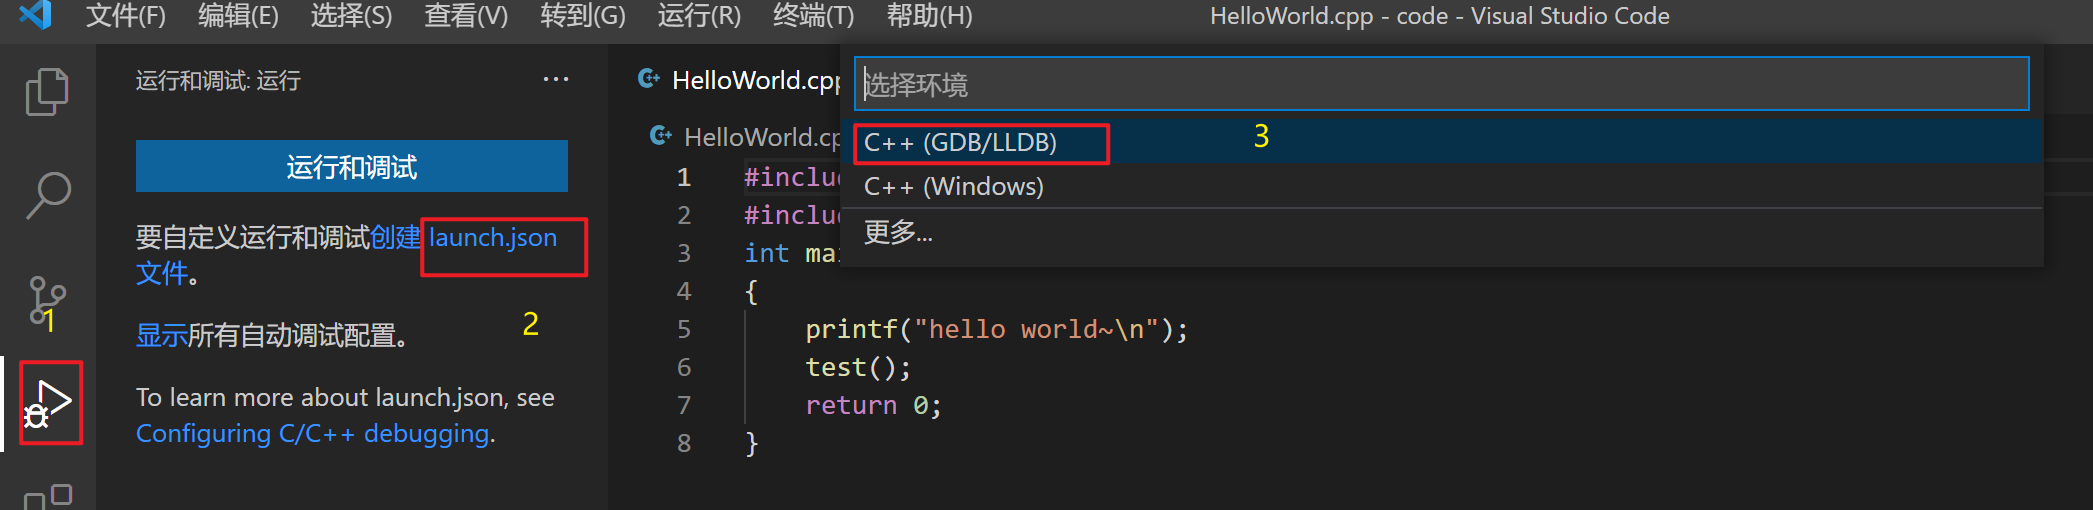 文件(F) 编辑(E) 选择(S) 查看(V) 转到(G) 运行(R) 终端(T) 帮助(H) HelloWorld.cpp - code - Visual Studio Code
运行和调试: 运行 ···
运行和调试
要自定义运行和调试创建 launch.json
文件。
显示所有自动调试配置。
To learn more about launch.json, see
Configuring C/C++ debugging.
1
2
HelloWorld.cpp
HelloWorld.cp
选择环境
C++ (GDB/LLDB) 3
C++ (Windows)
更多...
1 #includ
2 #includ
3 int mai
4 {
5 printf("hello world~\n");
6 test();
7 return 0;
8 }